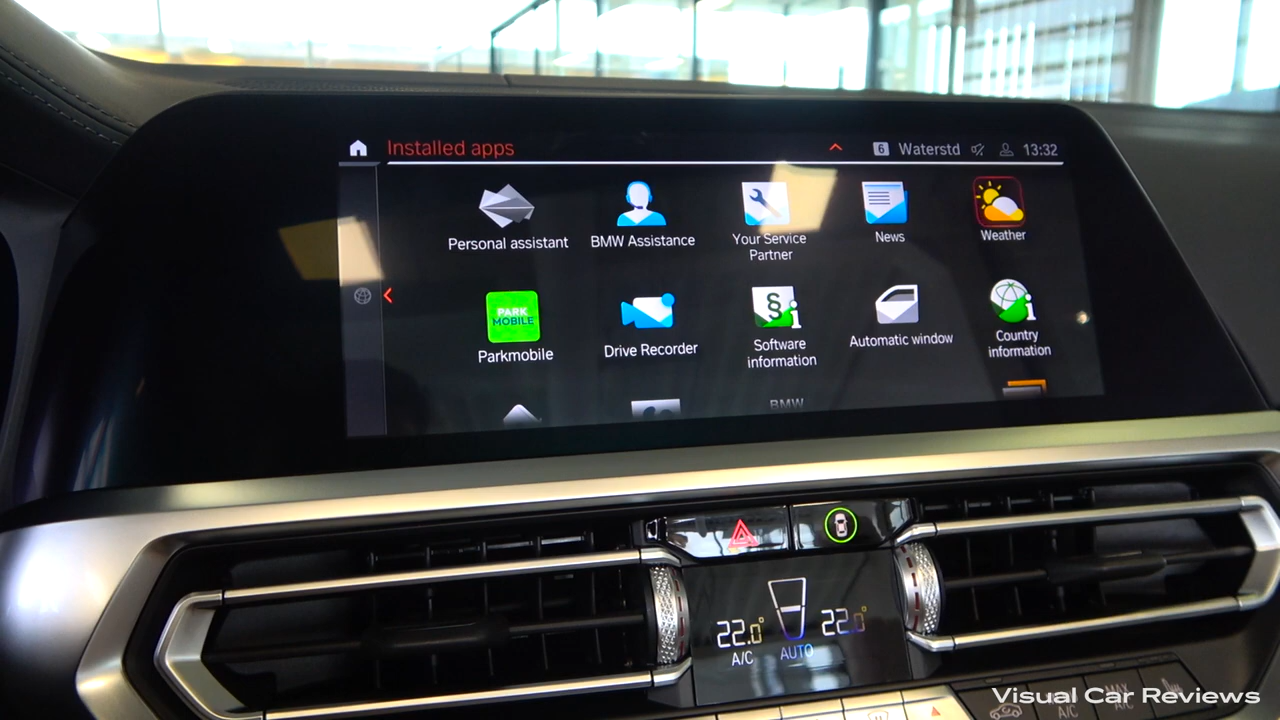 Installed apps
6 Waterstd 13:32
Personal assistant
BMW Assistance
Your Service
Partner
News
Weather
PARK
MOBILE
Parkmobile
Drive Recorder
§
i
Software
information
Automatic window
i
Country
information
BMW
22.0° 22.0°
A/C AUTO
A/C
MAX
A/C
Visual Car Reviews